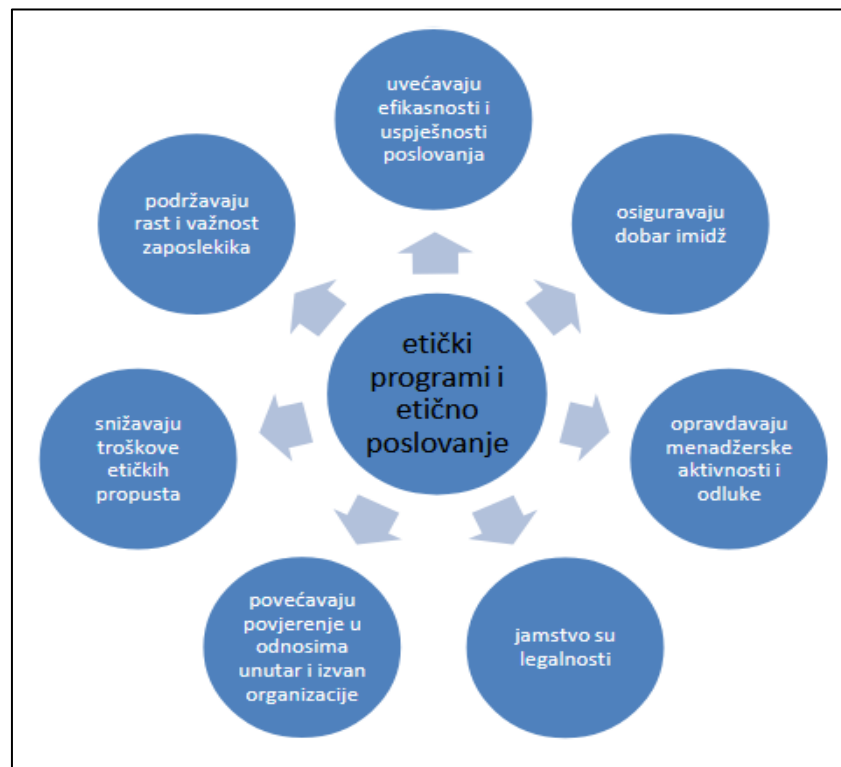 uvećavaju
efikasnosti i
uspješnosti
poslovanja
osiguravaju
dobar imidž
opravdavaju
menadžerske
aktivnosti i
odluke
jamstvo su
legalnosti
povećavaju
povjerenje u
odnosima
unutar i izvan
organizacije
snižavaju
troškove
etičkih
propusta
podržavaju
rast i važnost
zaposlekika
etički
programi i
etično
poslovanje